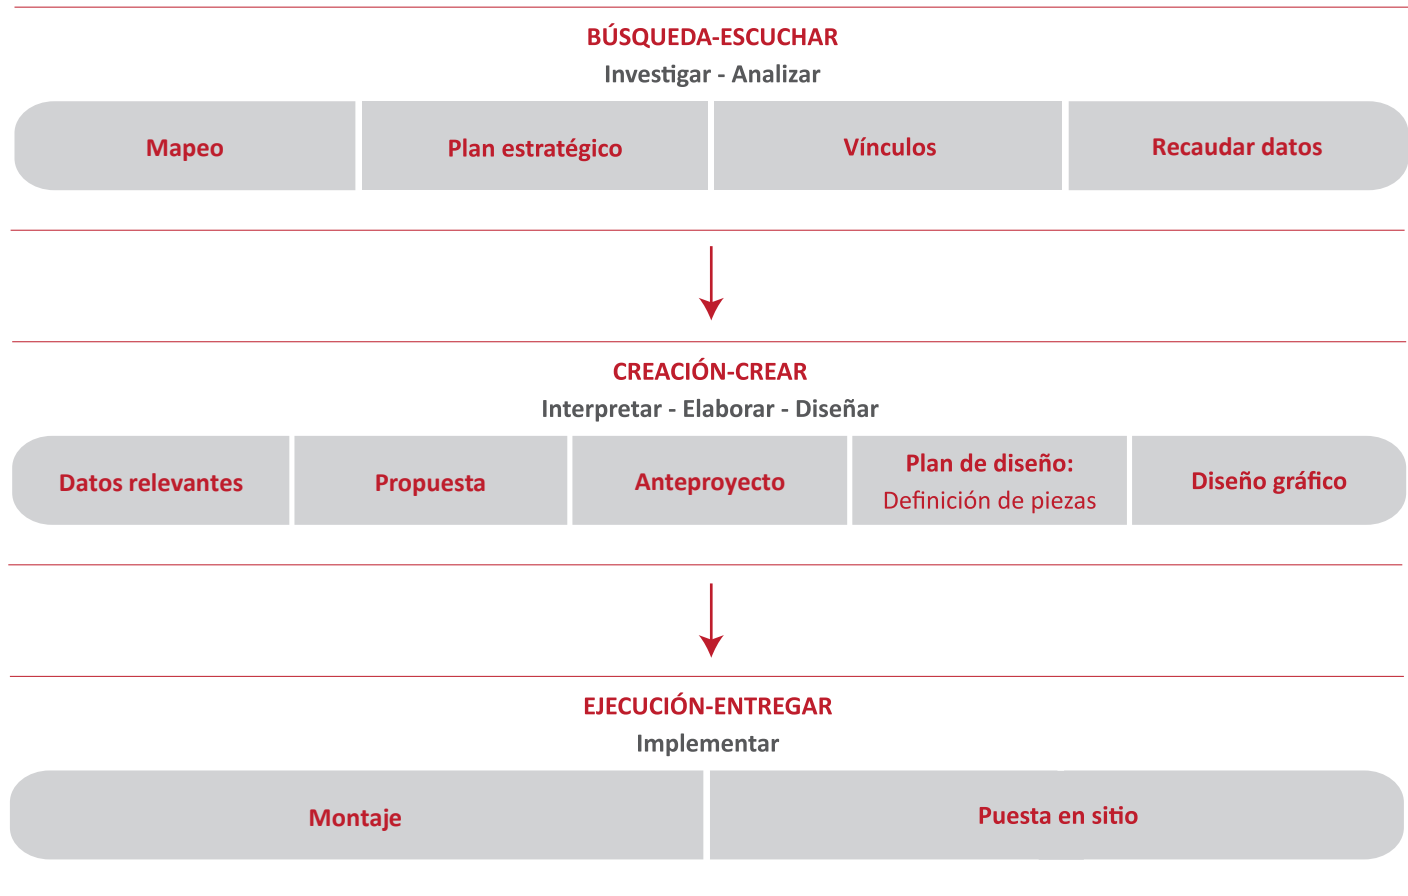 BÚSQUEDA-ESCUCHAR
Investigar - Analizar
Mapeo
Plan estratégico
Vínculos
Recaudar datos
CREACIÓN-CREAR
Interpretar - Elaborar - Diseñar
Datos relevantes
Propuesta
Anteproyecto
Plan de diseño:
Definición de piezas
Diseño gráfico
EJECUCIÓN-ENTREGAR
Implementar
Montaje
Puesta en sitio